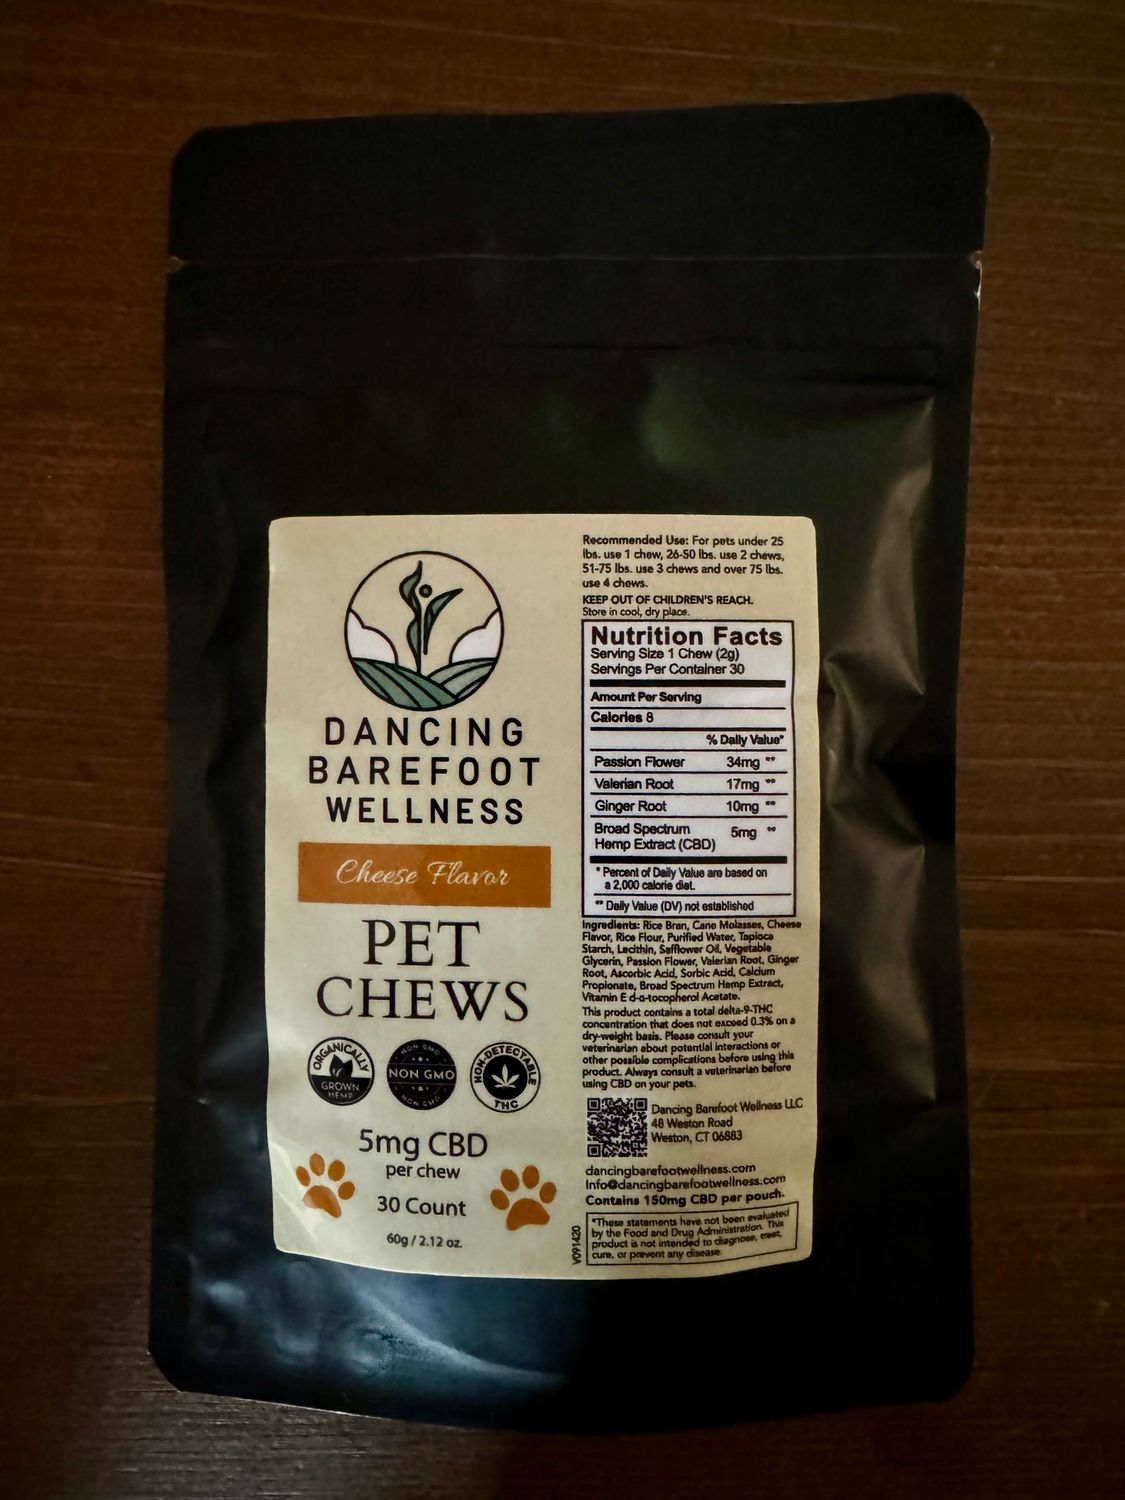 DANCING
BAREFOOT
WELLNESS
Cheese Flavor
PET
CHEWS
ORGANICALLY
GROWN
HEMP
NON GMO
NON GMO
NON GMO
NON-DETECTABLE
THC
5mg CBD
per chew
30 Count
60g / 2.12 oz.
Recommended Use: For pets under 25
lbs. use 1 chew, 26-50 lbs. use 2 chews,
51-75 lbs. use 3 chews and over 75 lbs.
use 4 chews.
KEEP OUT OF CHILDREN'S REACH.
Store in cool, dry place.
Nutrition Facts
Serving Size 1 Chew (2g)
Servings Per Container 30
Amount Per Serving
Calories 8
% Daily Value*
Passion Flower 34mg **
Valerian Root 17mg **
Ginger Root 10mg **
Broad Spectrum 5mg **
Hemp Extract (CBD)
* Percent of Daily Value are based on
a 2,000 calorie diet.
** Daily Value (DV) not established
Ingredients: Rice Bran, Cane Molasses, Cheese
Flavor, Rice Flour, Purified Water, Tapioca
Starch, Lecithin, Safflower Oil, Vegetable
Glycerin, Passion Flower, Valerian Root, Ginger
Root, Ascorbic Acid, Sorbic Acid, Calcium
Propionate, Broad Spectrum Hemp Extract,
Vitamin E d-a-tocopherol Acetate.
This product contains a total delta-9-THC
concentration that does not exceed 0.3% on a
dry-weight basis. Please consult your
veterinarian about potential interactions or
other possible complications before using this
product. Always consult a veterinarian before
using CBD on your pets.
Dancing Barefoot Wellness LLC
48 Weston Road
Weston, CT 06883
dancingbarefootwellness.com
Info@dancingbarefootwellness.com
Contains 150mg CBD per pouch.
*These statements have not been evaluated
by the Food and Drug Administration. This
product is not intended to diagnose, treat,
cure, or prevent any disease.
V091420